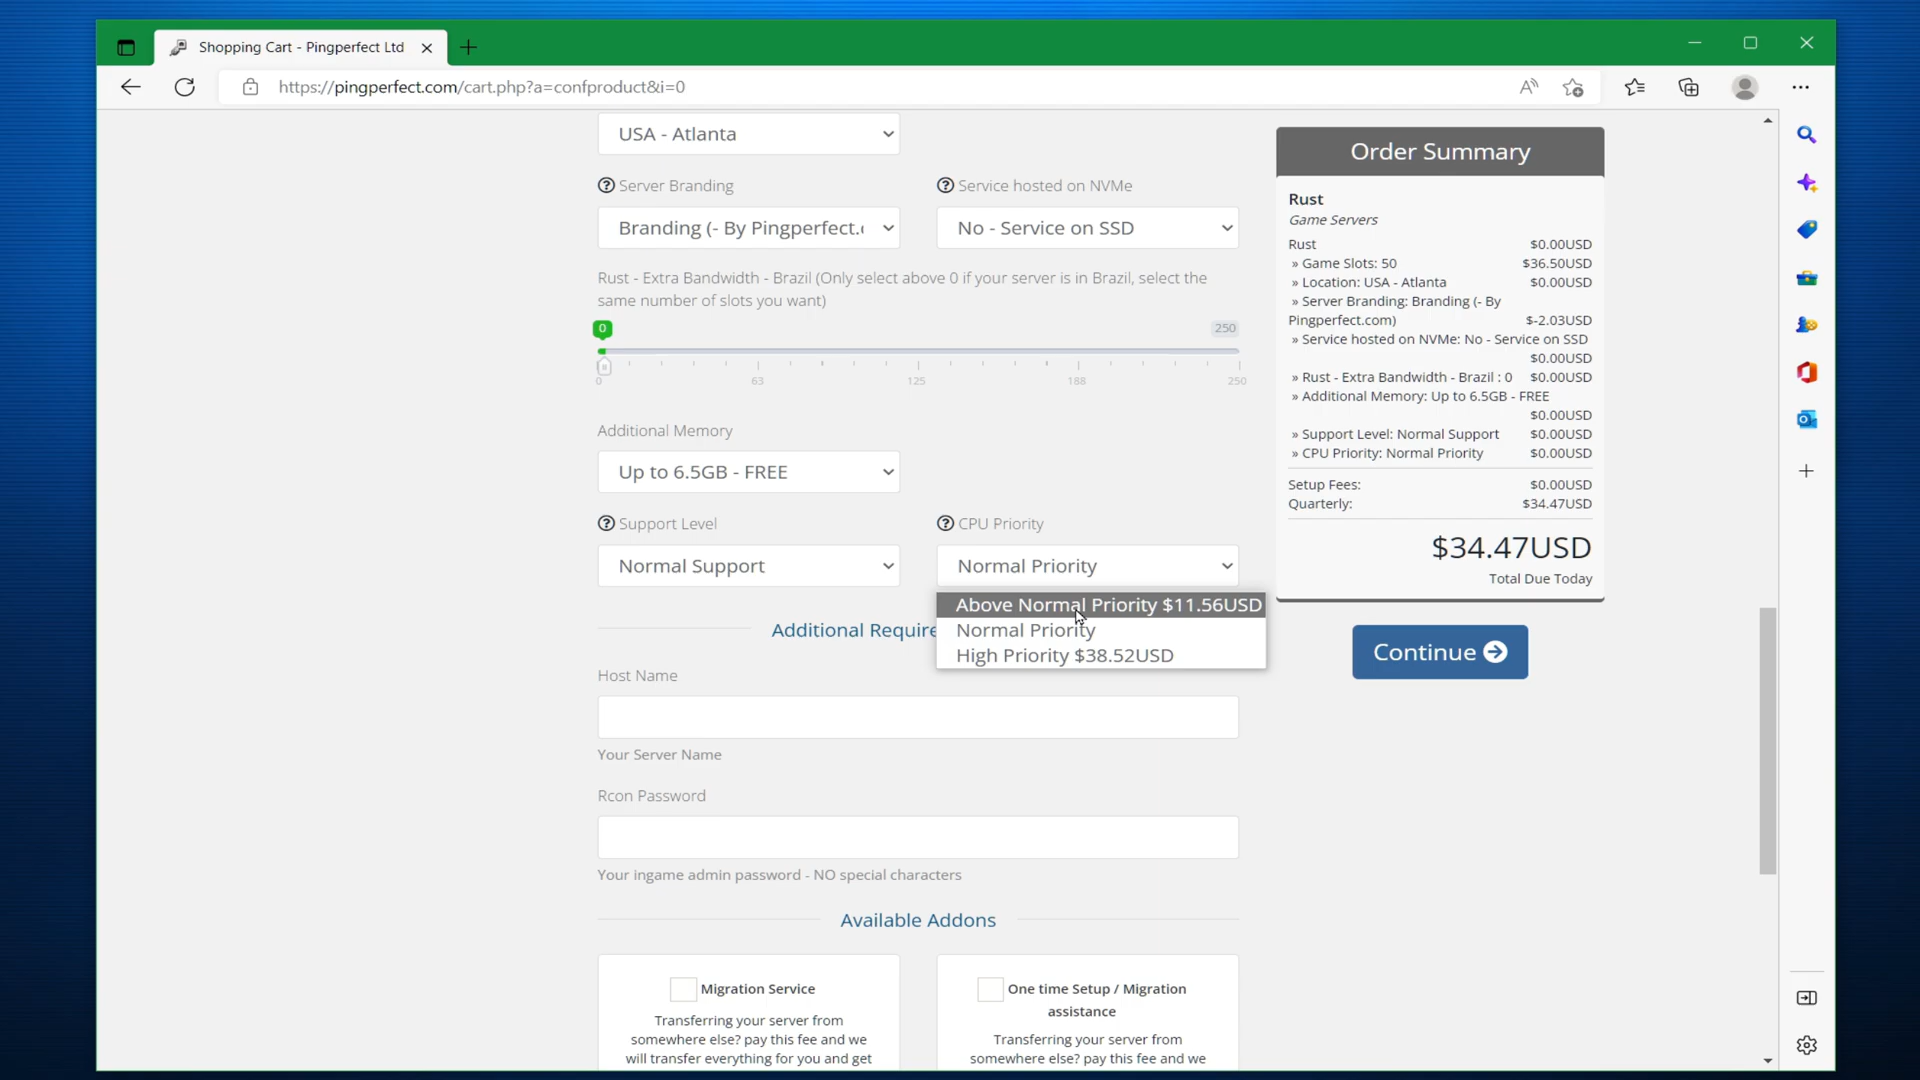 Shopping Cart - Pingperfect Ltd
https://pingperfect.com/cart.php?a=confproduct&i=0
USA - Atlanta
Server Branding
Service hosted on NVMe
Branding (- By Pingperfect.
No - Service on SSD
Rust - Extra Bandwidth - Brazil (Only select above 0 if your server is in Brazil, select the
same number of slots you want)
0
250
0
63
125
188
250
Additional Memory
Up to 6.5GB - FREE
Support Level
CPU Priority
Normal Support
Normal Priority
Above Normal Priority $11.56USD
Normal Priority
High Priority $38.52USD
Additional Require
Host Name
Your Server Name
Rcon Password
Your ingame admin password - NO special characters
Available Addons
Migration Service
Transferring your server from
somewhere else? pay this fee and we
will transfer everything for you and get
One time Setup / Migration
assistance
Transferring your server from
somewhere else? pay this fee and we
Order Summary
Rust
Game Servers
Rust $0.00USD
» Game Slots: 50 $36.50USD
» Location: USA - Atlanta $0.00USD
» Server Branding: Branding (- By
Pingperfect.com) $-2.03USD
» Service hosted on NVMe: No - Service on SSD
$0.00USD
» Rust - Extra Bandwidth - Brazil : 0 $0.00USD
» Additional Memory: Up to 6.5GB - FREE
$0.00USD
» Support Level: Normal Support $0.00USD
» CPU Priority: Normal Priority $0.00USD
Setup Fees: $0.00USD
Quarterly: $34.47USD
$34.47USD
Total Due Today
Continue